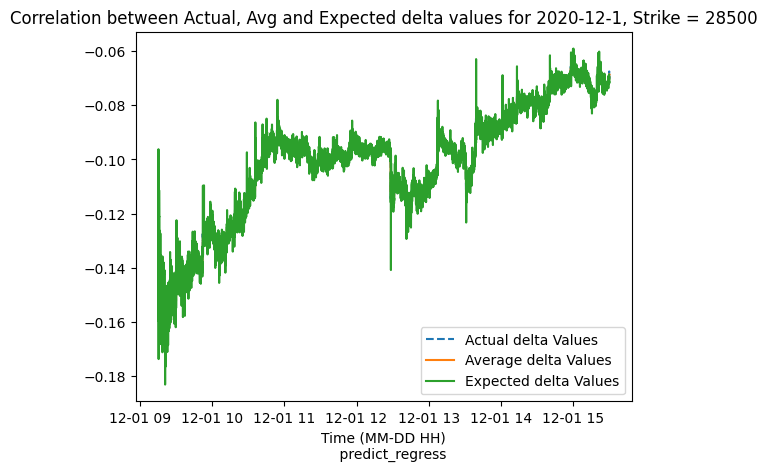 Correlation between Actual, Avg and Expected delta values for 2020-12-1, Strike = 28500
−0.06
−0.08
−0.10
−0.12
−0.14
−0.16
−0.18
Actual delta Values
Average delta Values
Expected delta Values
12-01 09 12-01 10 12-01 11 12-01 12 12-01 13 12-01 14 12-01 15
Time (MM-DD HH)
predict_regress